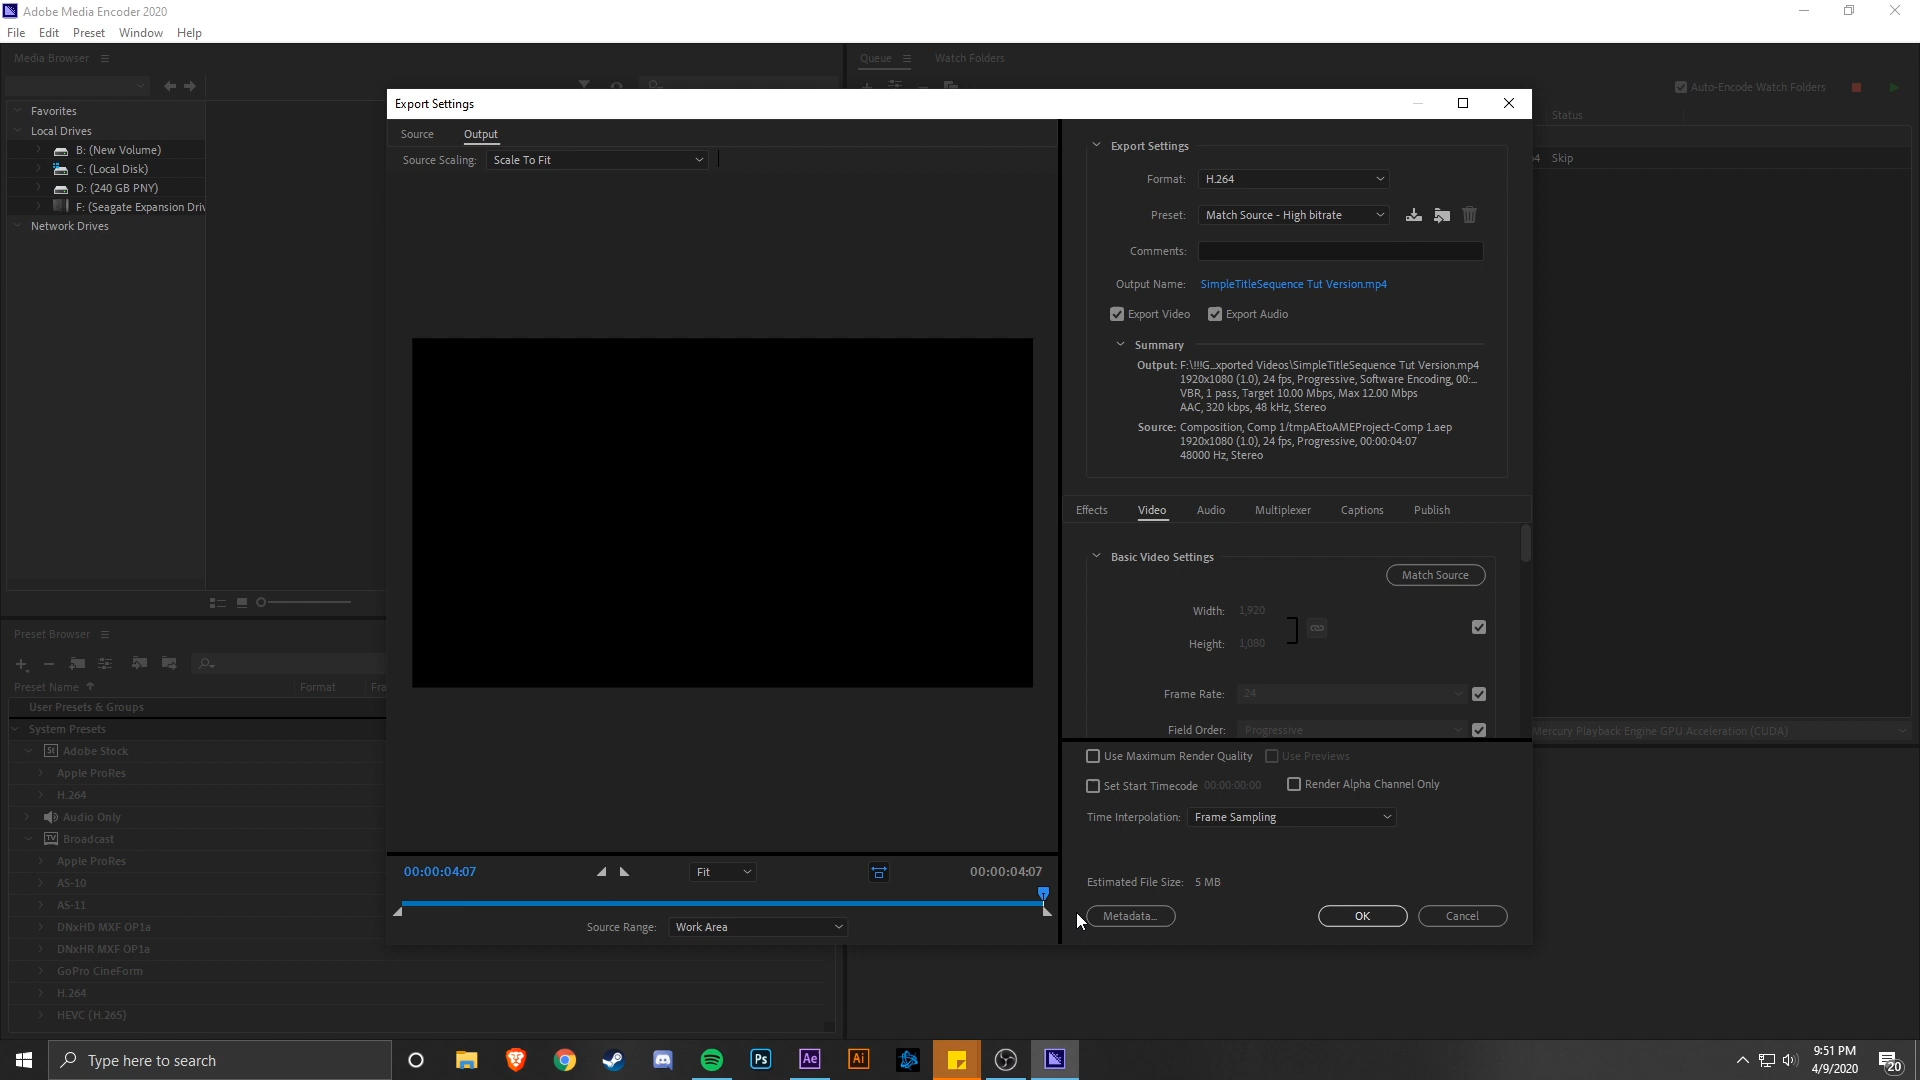 Adobe Media Encoder 2020
File Edit Preset Window Help
Media Browser
Queue Watch Folders
Auto-Encode Watch Folders
Status
Skip
Favorites
Local Drives
B: (New Volume)
C: (Local Disk)
D: (240 GB PNY)
F: (Seagate Expansion Driv
Network Drives
Export Settings
Source Output
Source Scaling: Scale To Fit
00:00:04:07 Fit 00:00:04:07
Source Range: Work Area
Export Settings
Format: H.264
Preset: Match Source - High bitrate
Comments:
Output Name: SimpleTitleSequence Tut Version.mp4
Export Video Export Audio
Summary
Output: F:\!!!G...xported Videos\SimpleTitleSequence Tut Version.mp4
1920x1080 (1.0), 24 fps, Progressive, Software Encoding, 00:...
VBR, 1 pass, Target 10.00 Mbps, Max 12.00 Mbps
AAC, 320 kbps, 48 kHz, Stereo
Source: Composition, Comp 1/tmpAEtoAMEProject-Comp 1.aep
1920x1080 (1.0), 24 fps, Progressive, 00:00:04:07
48000 Hz, Stereo
Effects Video Audio Multiplexer Captions Publish
Basic Video Settings
Match Source
Width: 1,920
Height: 1,080
Frame Rate: 24
Field Order: Progressive
Use Maximum Render Quality Use Previews
Set Start Timecode 00:00:00:00 Render Alpha Channel Only
Time Interpolation: Frame Sampling
Estimated File Size: 5 MB
Metadata... OK Cancel
Mercury Playback Engine GPU Acceleration (CUDA)
Preset Browser
Preset Name Format Fra
User Presets & Groups
System Presets
St Adobe Stock
Apple ProRes
H.264
Audio Only
TV Broadcast
Apple ProRes
AS-10
AS-11
DNxHD MXF OP1a
DNxHR MXF OP1a
GoPro CineForm
H.264
HEVC (H.265)
Type here to search
Ps Ae Ai
9:51 PM
4/9/2020
20